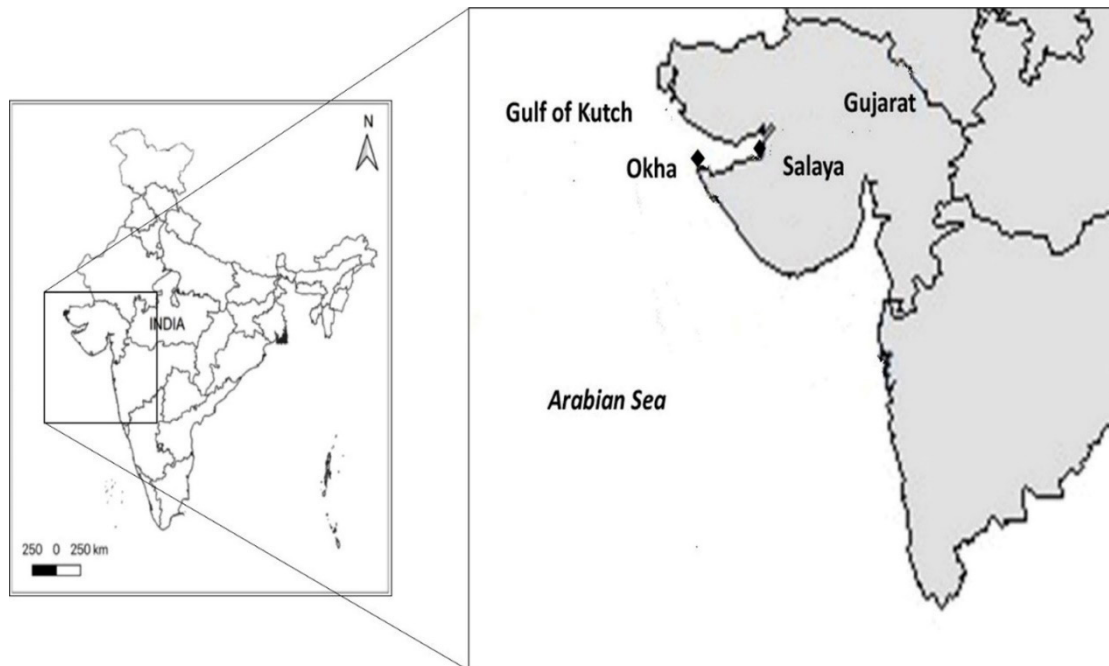 N
INDIA
250 0 250 km
Gulf of Kutch
Gujarat
Okha
Salaya
Arabian Sea